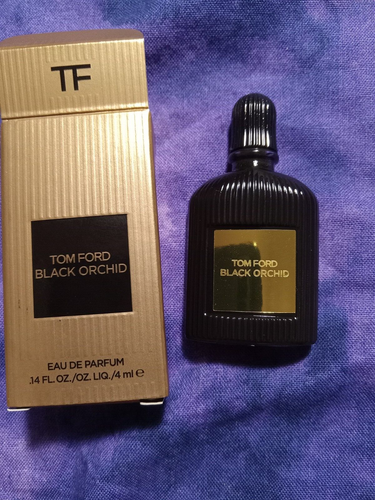 TF
TOM FORD
BLACK ORCHID
EAU DE PARFUM
.14 FL.OZ./OZ. LIQ./4 ml ℮
TOM FORD
BLACK ORCHID